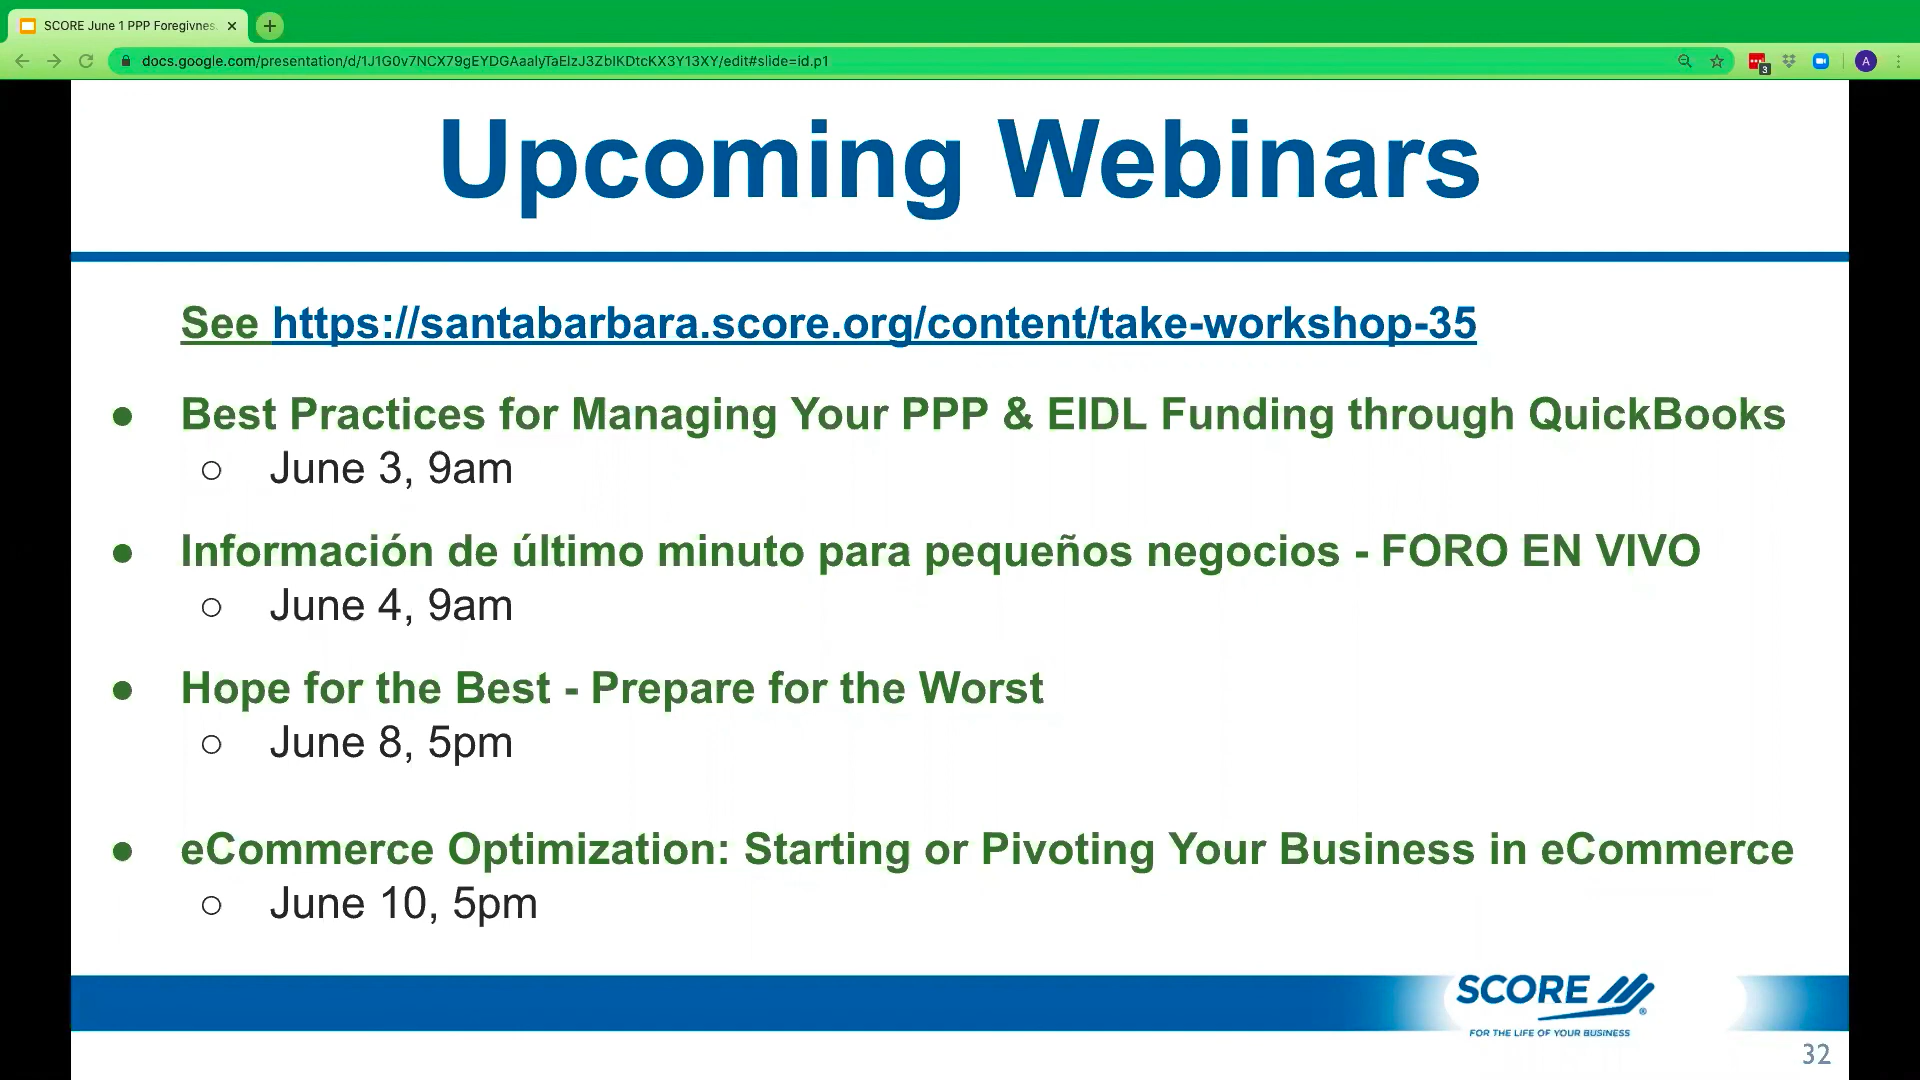 SCORE June 1 PPP Foregivnes
docs.google.com/presentation/d/1J1G0v7NCX79gEYDGAaalyTaElzJ3ZbIKDtcKX3Y13XY/edit#slide=id.p1
3
A
Upcoming Webinars
See https://santabarbara.score.org/content/take-workshop-35
● Best Practices for Managing Your PPP & EIDL Funding through QuickBooks
○ June 3, 9am
● Información de último minuto para pequeños negocios - FORO EN VIVO
○ June 4, 9am
● Hope for the Best - Prepare for the Worst
○ June 8, 5pm
● eCommerce Optimization: Starting or Pivoting Your Business in eCommerce
○ June 10, 5pm
SCORE ®
FOR THE LIFE OF YOUR BUSINESS
32